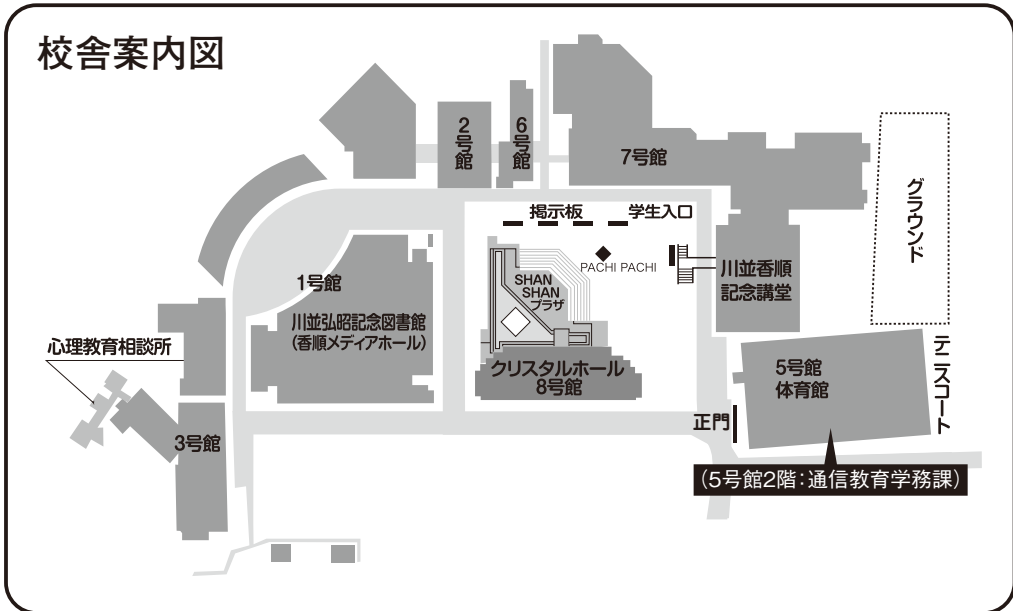 校舎案内図
2号館
6号館
7号館
グラウンド
掲示板
学生入口
PACHI PACHI
川並香順
記念講堂
1号館
SHAN
SHAN
プラザ
川並弘昭記念図書館
(香順メディアホール)
心理教育相談所
クリスタルホール
8号館
5号館
体育館
テニスコート
正門
3号館
(5号館2階:通信教育学務課)